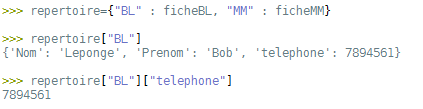 >>> repertoire={"BL" : ficheBL, "MM" : ficheMM}
>>> repertoire["BL"]
{'Nom': 'Leponge', 'Prenom': 'Bob', 'telephone': 7894561}
>>> repertoire["BL"]["telephone"]
7894561